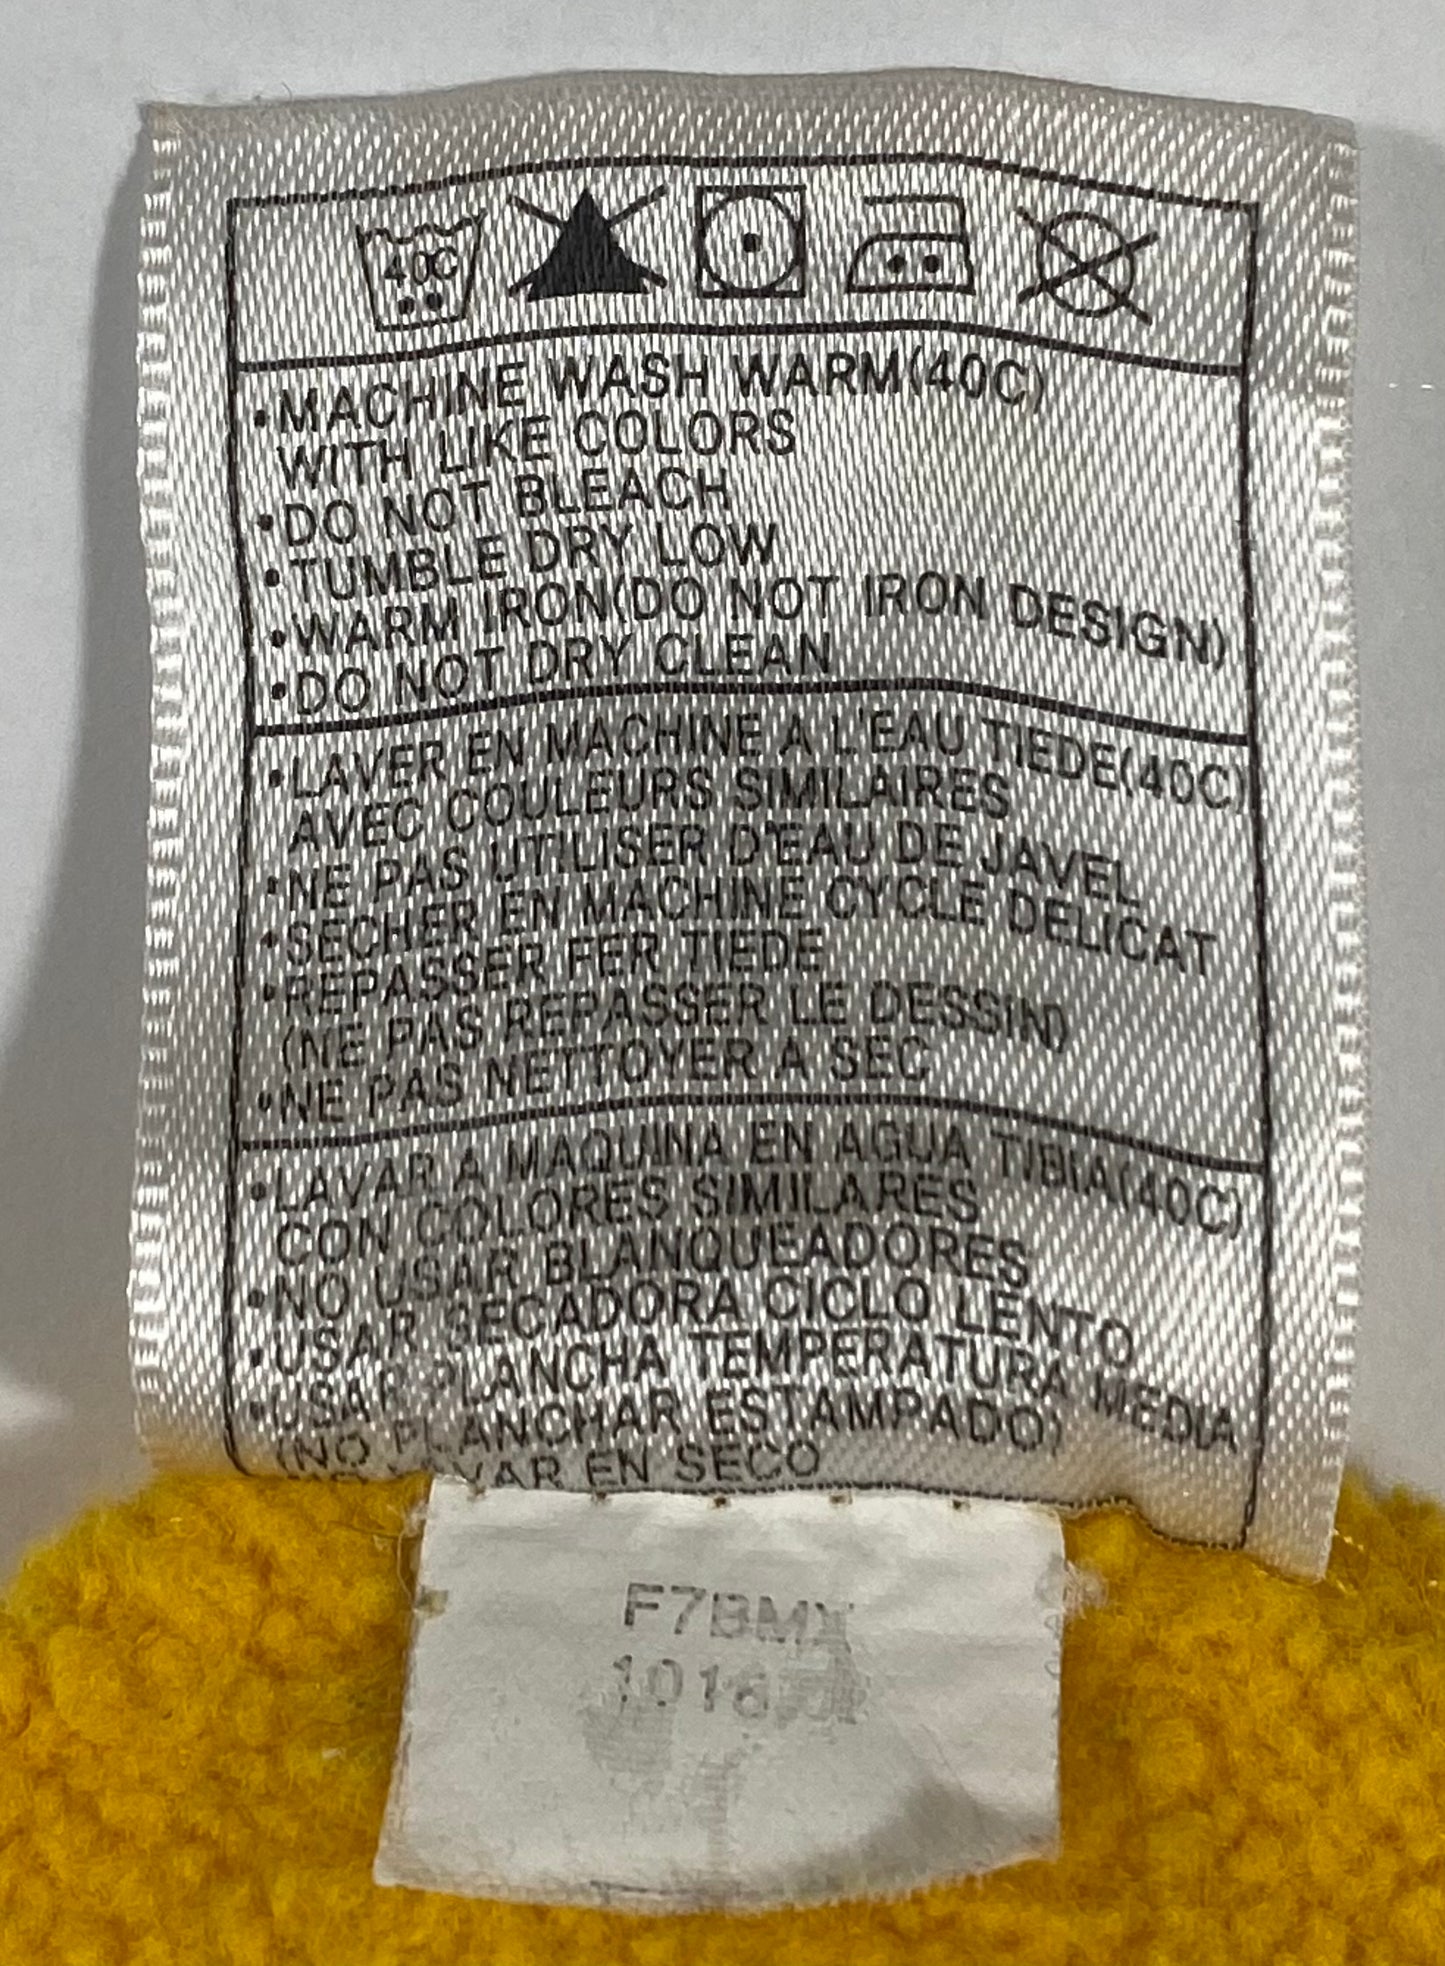 40C
•MACHINE WASH WARM(40C)
WITH LIKE COLORS
•DO NOT BLEACH
•TUMBLE DRY LOW
•WARM IRON(DO NOT IRON DESIGN)
•DO NOT DRY CLEAN
•LAVER EN MACHINE A L'EAU TIEDE(40C)
AVEC COULEURS SIMILAIRES
•NE PAS UTILISER D'EAU DE JAVEL
•SECHER EN MACHINE CYCLE DELICAT
•REPASSER FER TIEDE
(NE PAS REPASSER LE DESSIN)
•NE PAS NETTOYER A SEC
•LAVAR A MAQUINA EN AGUA TIBIA(40C)
CON COLORES SIMILARES
•NO USAR BLANQUEADORES
•USAR SECADORA CICLO LENTO
•USAR PLANCHA TEMPERATURA MEDIA
(NO PLANCHAR ESTAMPADO)
LAVAR EN SECO
F7BMX